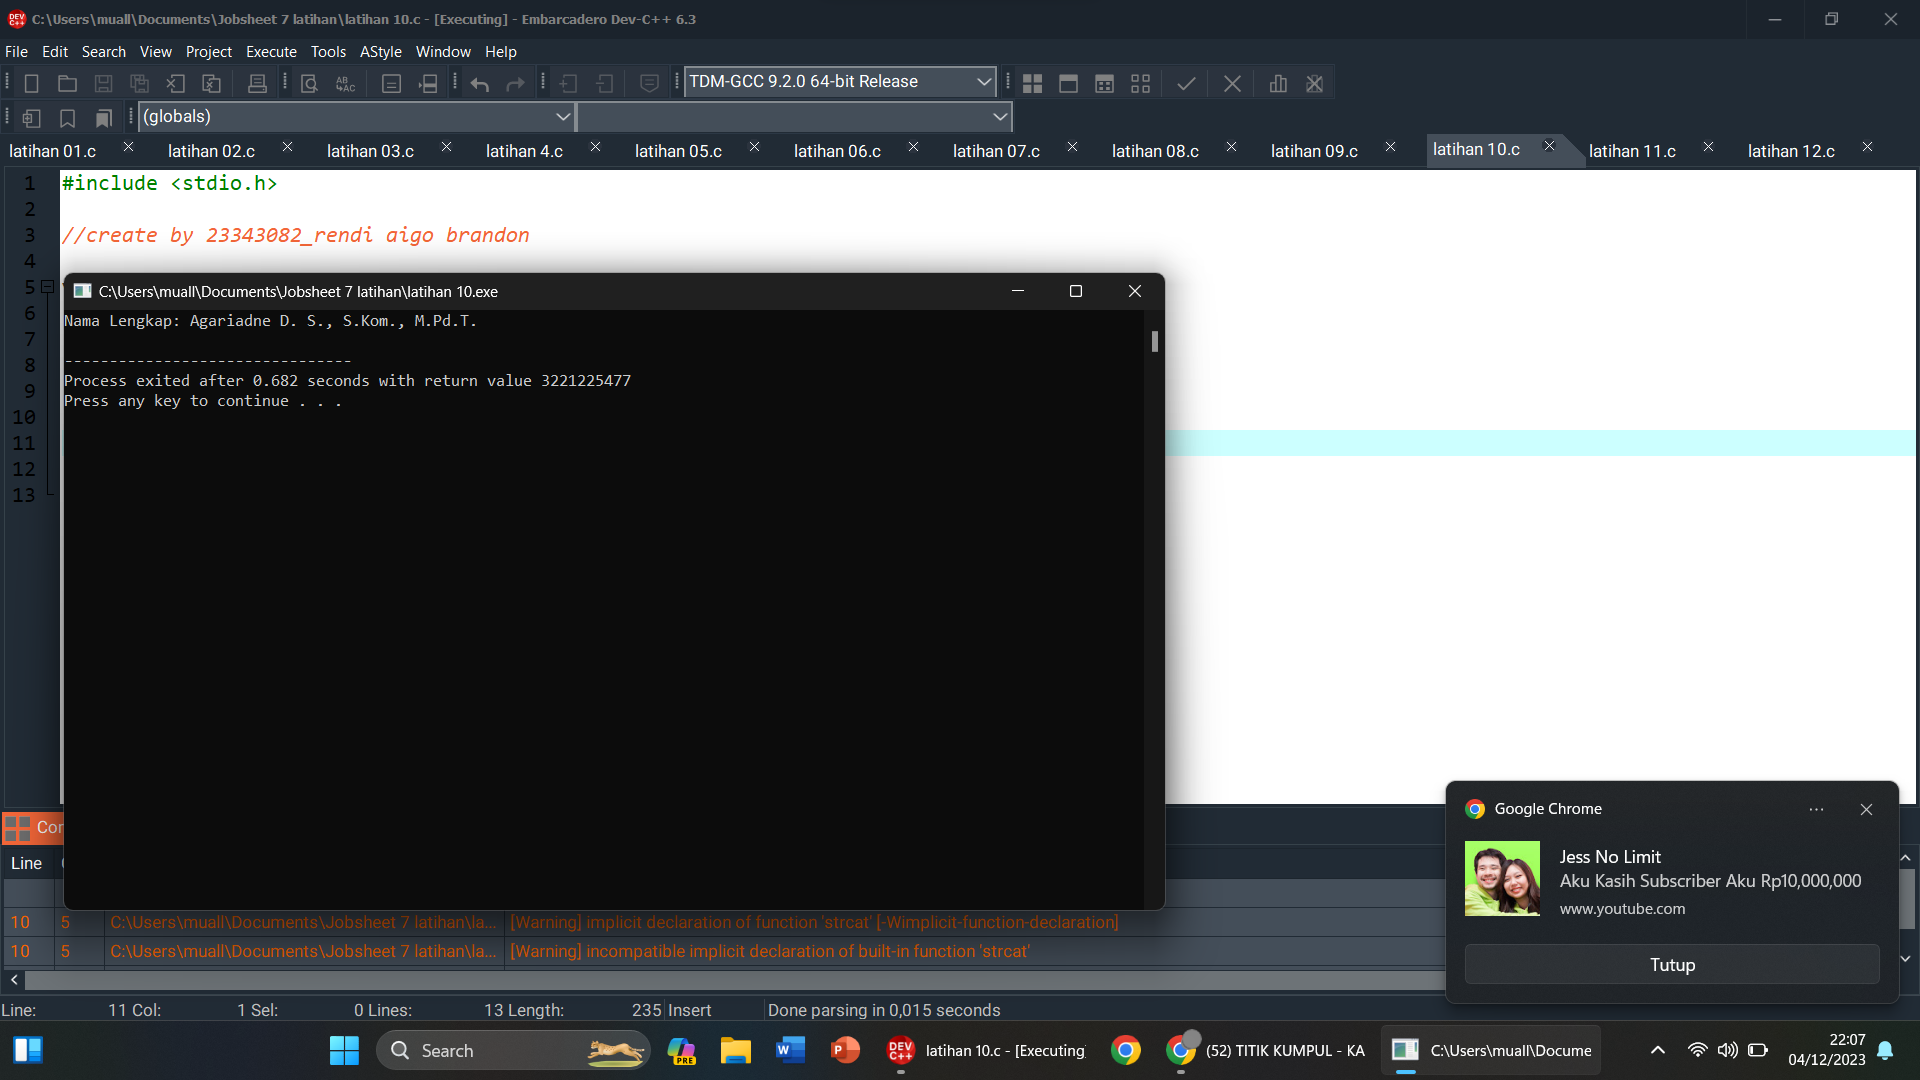 C:\Users\muall\Documents\Jobsheet 7 latihan\latihan 10.c - [Executing] - Embarcadero Dev-C++ 6.3
File Edit Search View Project Execute Tools AStyle Window Help
TDM-GCC 9.2.0 64-bit Release
(globals)
latihan 01.c latihan 02.c latihan 03.c latihan 4.c latihan 05.c latihan 06.c latihan 07.c latihan 08.c latihan 09.c latihan 10.c latihan 11.c latihan 12.c
1 #include <stdio.h>
2
3 //create by 23343082_rendi aigo brandon
4
5
6
7
8
9
10
11
12
13
C:\Users\muall\Documents\Jobsheet 7 latihan\latihan 10.exe
Nama Lengkap: Agariadne D. S., S.Kom., M.Pd.T.
--------------------------------
Process exited after 0.682 seconds with return value 3221225477
Press any key to continue . . .
Line
10 5 C:\Users\muall\Documents\Jobsheet 7 latihan\la... [Warning] implicit declaration of function 'strcat' [-Wimplicit-function-declaration]
10 5 C:\Users\muall\Documents\Jobsheet 7 latihan\la... [Warning] incompatible implicit declaration of built-in function 'strcat'
Google Chrome
Jess No Limit
Aku Kasih Subscriber Aku Rp10,000,000
www.youtube.com
Tutup
Line: 11 Col: 1 Sel: 0 Lines: 13 Length: 235 Insert Done parsing in 0,015 seconds
Search
PRE
DEV C++
latihan 10.c - [Executing
(52) TITIK KUMPUL - KA
C:\Users\muall\Docume
22:07
04/12/2023